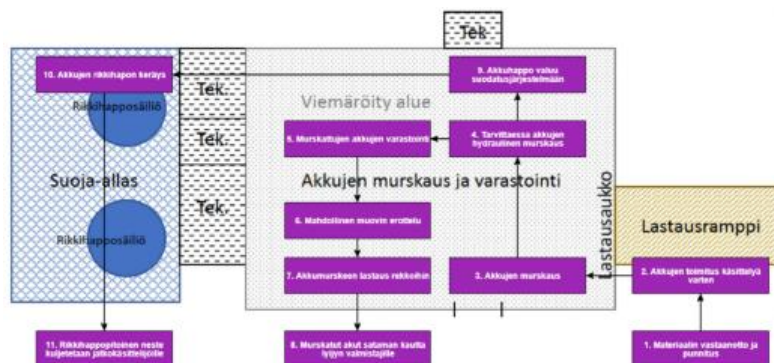 Tek
10. Akkujen rikkihapon keräys
9. Akkuhappo valuu
suodatusjärjestelmään
Rikkihapposäiliö
Tek.
Viemäröity alue
5. Murskattujen akkujen varastointi
4. Tarvittaessa akkujen
hydraulinen murskaus
Tek.
Suoja-allas
Akkujen murskaus ja varastointi
Lastausaukko
Tek.
6. Mahdollinen muovin erottelu
Lastausramppi
Rikkihapposäiliö
7. Akkumurskeen lastaus rekkoihin
3. Akkujen murskaus
2. Akkujen toimitus käsittelyä
varten
11. Rikkihappopitoinen neste
kuljetetaan jatkokäsittelijöille
8. Murskatut akut sataman kautta
lyijyn valmistajille
1. Materiaalin vastaanotto ja
punnitus